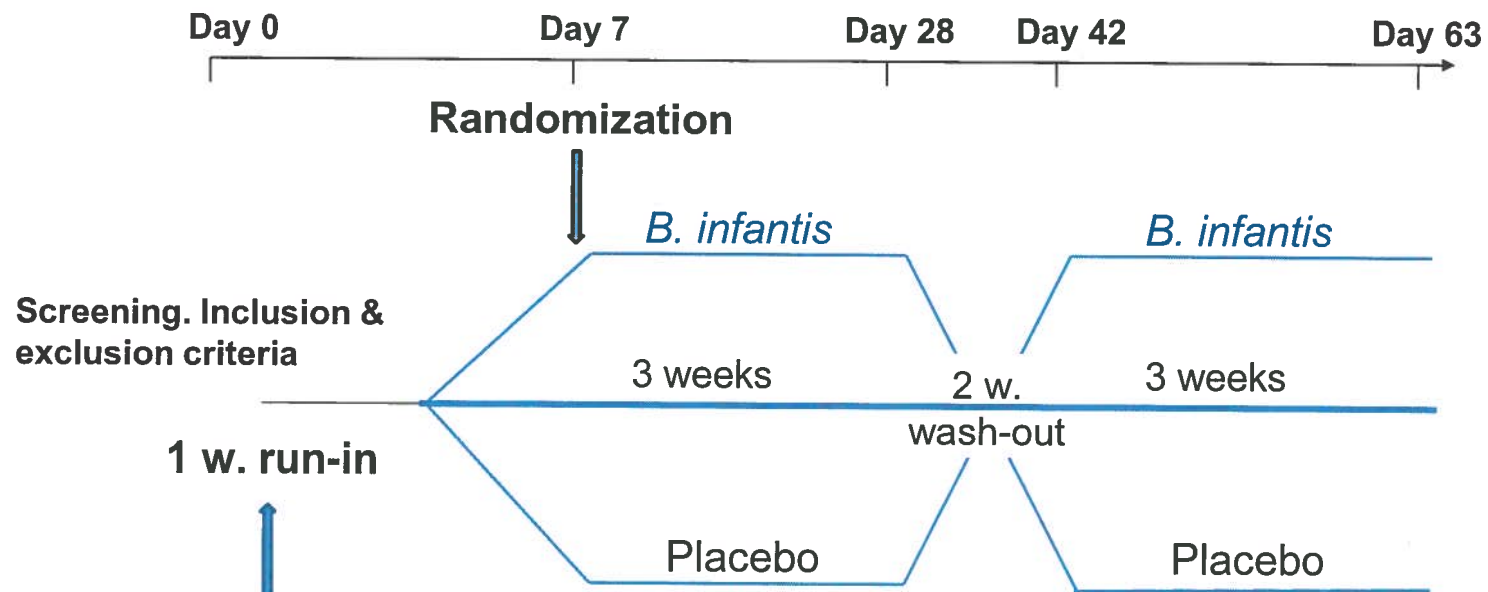 Day 0 Day 7 Day 28 Day 42 Day 63
Randomization
B. infantis B. infantis
Screening. Inclusion &
exclusion criteria
3 weeks 2 w. 3 weeks
wash-out
1 w. run-in
Placebo Placebo